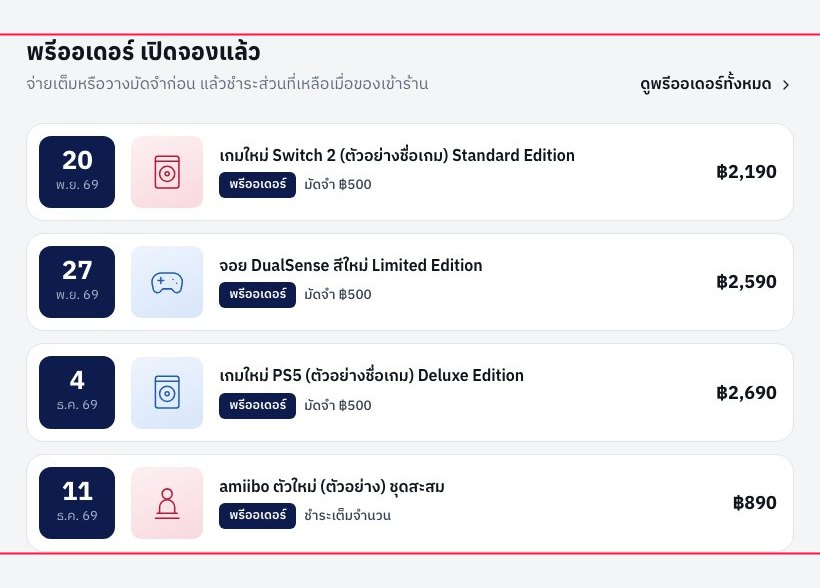 พรีออเดอร์ เปิดจองแล้ว
จ่ายเต็มหรือวางมัดจำก่อน แล้วชำระส่วนที่เหลือเมื่อของเข้าร้าน
ดูพรีออเดอร์ทั้งหมด
20
พ.ย. 69
เกมใหม่ Switch 2 (ตัวอย่างชื่อเกม) Standard Edition
พรีออเดอร์ มัดจำ ฿500
฿2,190
27
พ.ย. 69
จอย DualSense สีใหม่ Limited Edition
พรีออเดอร์ มัดจำ ฿500
฿2,590
4
ธ.ค. 69
เกมใหม่ PS5 (ตัวอย่างชื่อเกม) Deluxe Edition
พรีออเดอร์ มัดจำ ฿500
฿2,690
11
ธ.ค. 69
amiibo ตัวใหม่ (ตัวอย่าง) ชุดสะสม
พรีออเดอร์ ชำระเต็มจำนวน
฿890